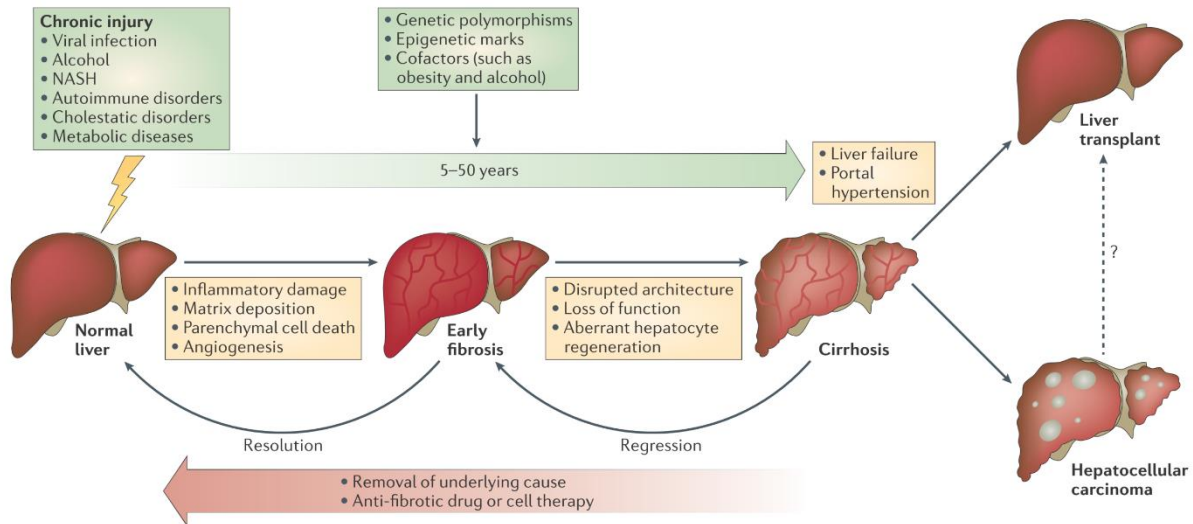 Chronic injury
• Viral infection
• Alcohol
• NASH
• Autoimmune disorders
• Cholestatic disorders
• Metabolic diseases
• Genetic polymorphisms
• Epigenetic marks
• Cofactors (such as
obesity and alcohol)
5–50 years
• Liver failure
• Portal
hypertension
Liver
transplant
Normal
liver
• Inflammatory damage
• Matrix deposition
• Parenchymal cell death
• Angiogenesis
Early
fibrosis
• Disrupted architecture
• Loss of function
• Aberrant hepatocyte
regeneration
Cirrhosis
?
Resolution
Regression
• Removal of underlying cause
• Anti-fibrotic drug or cell therapy
Hepatocellular
carcinoma